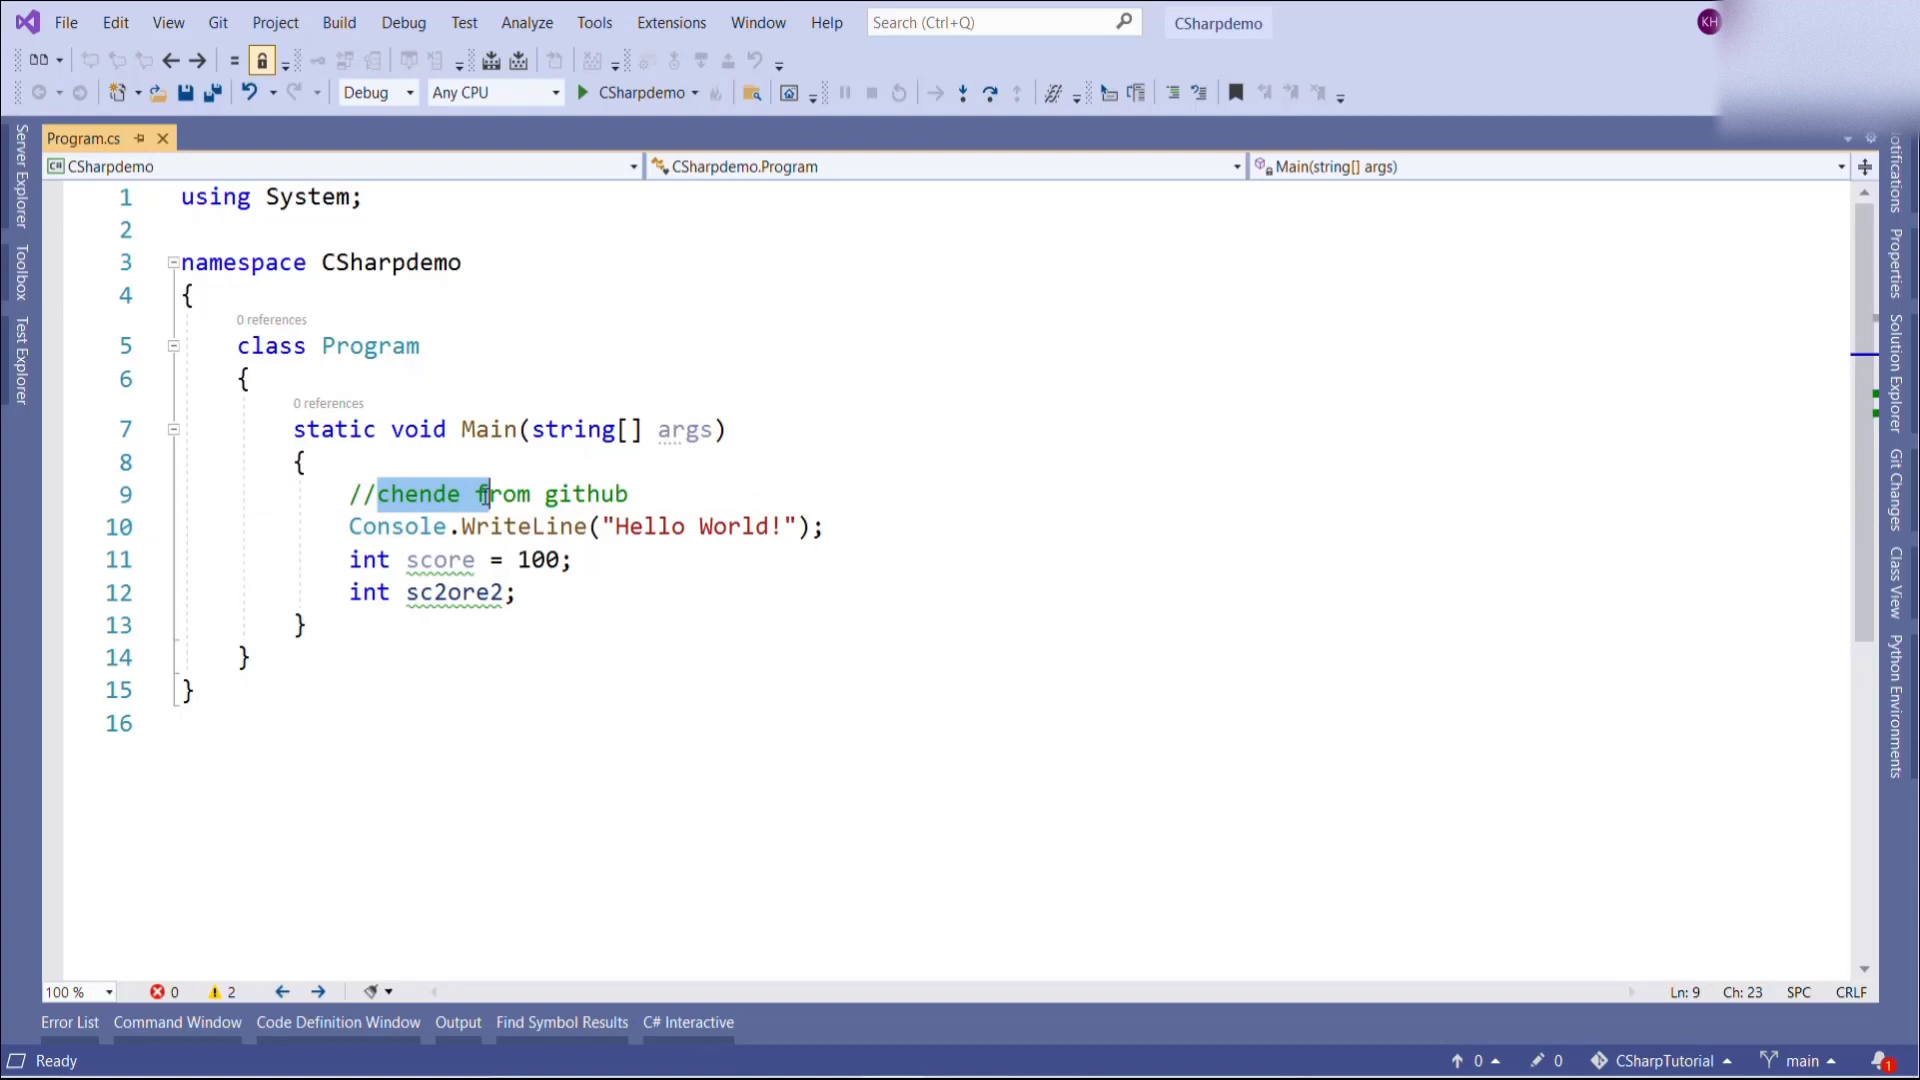 File Edit View Git Project Build Debug Test Analyze Tools Extensions Window Help Search (Ctrl+Q) CSharpdemo KH
Debug Any CPU CSharpdemo
Program.cs
C# CSharpdemo CSharpdemo.Program Main(string[] args)
Server Explorer
Toolbox
Test Explorer
1 using System;
2
3 namespace CSharpdemo
4 {
0 references
5 class Program
6 {
0 references
7 static void Main(string[] args)
8 {
9 //chende from github
10 Console.WriteLine("Hello World!");
11 int score = 100;
12 int sc2ore2;
13 }
14 }
15 }
16
Notifications
Properties
Solution Explorer
Git Changes
Class View
Python Environments
100 % 0 2 Ln: 9 Ch: 23 SPC CRLF
Error List Command Window Code Definition Window Output Find Symbol Results C# Interactive
Ready 0 0 CSharpTutorial main 1